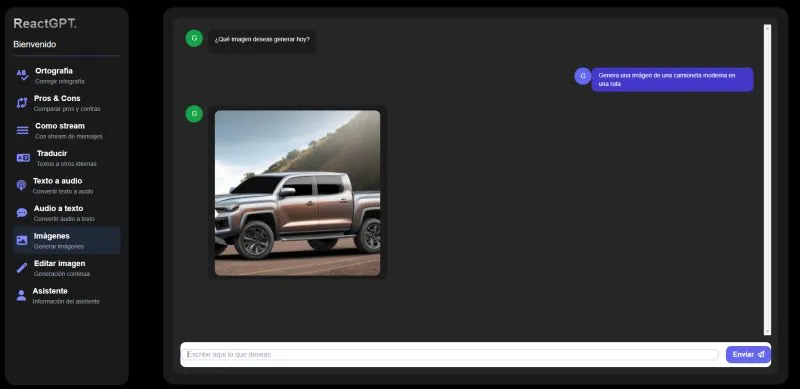 ReactGPT.
Bienvenido
Ortografía
Corregir ortografía
Pros & Cons
Comparar pros y contras
Como stream
Con stream de mensajes
Traducir
Textos a otros idiomas
Texto a audio
Convertir texto a audio
Audio a texto
Convertir audio a texto
Imágenes
Generar imágenes
Editar imagen
Generación continua
Asistente
Información del asistente
G
¿Qué imagen deseas generar hoy?
G
Genera una imágen de una camioneta moderna en
una ruta
G
Escribe aquí lo que deseas
Enviar